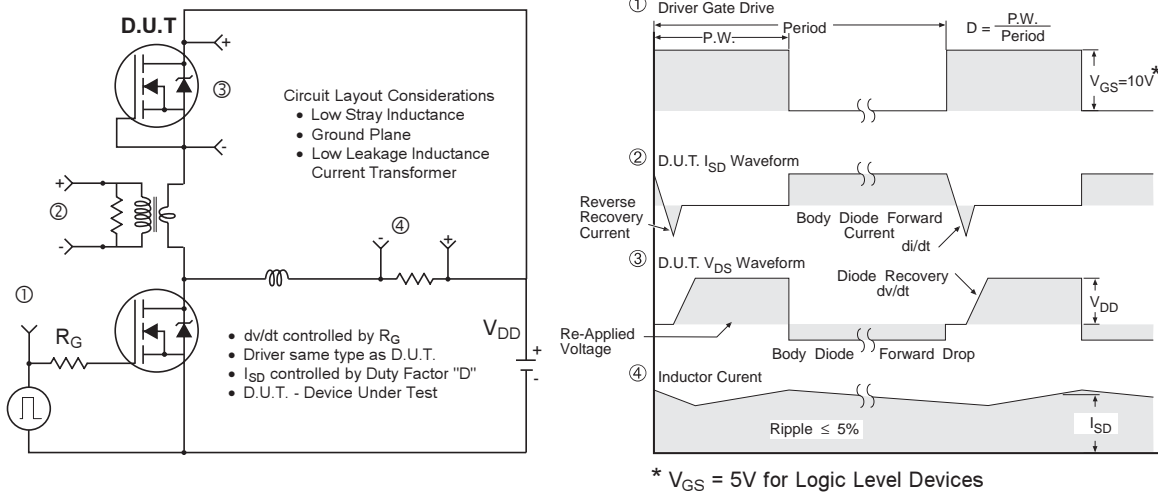 D.U.T
+
③
Circuit Layout Considerations
• Low Stray Inductance
• Ground Plane
• Low Leakage Inductance
Current Transformer
-
+
②
-
④
-
+
①
R_G
V_DD
+
-
• dv/dt controlled by R_G
• Driver same type as D.U.T.
• I_SD controlled by Duty Factor "D"
• D.U.T. - Device Under Test
① Driver Gate Drive
Period
P.W.
D = P.W.
Period
V_GS=10V*
② D.U.T. I_SD Waveform
Reverse
Recovery
Current
Body Diode Forward
Current
di/dt
③ D.U.T. V_DS Waveform
Diode Recovery
dv/dt
V_DD
Re-Applied
Voltage
Body Diode Forward Drop
④ Inductor Curent
Ripple ≤ 5%
I_SD
* V_GS = 5V for Logic Level Devices